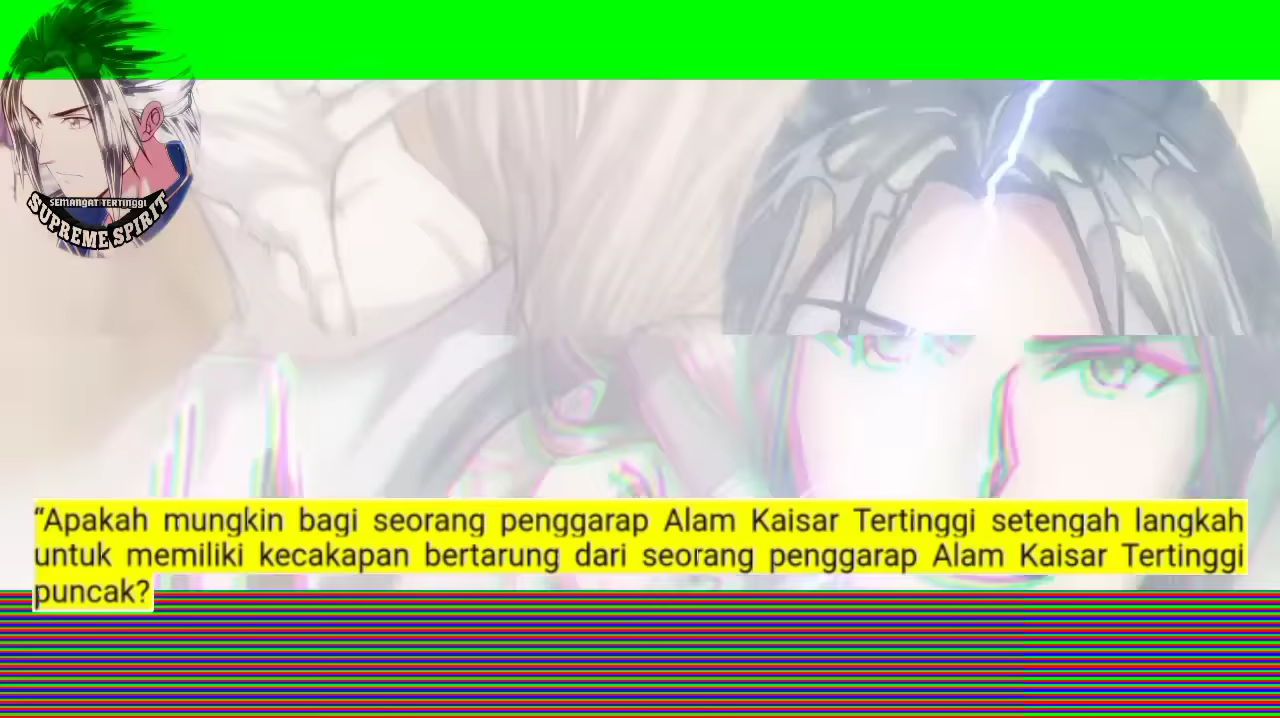 SEMANGAT TERTINGGI
SUPREME SPIRIT
“Apakah mungkin bagi seorang penggarap Alam Kaisar Tertinggi setengah langkah
untuk memiliki kecakapan bertarung dari seorang penggarap Alam Kaisar Tertinggi
puncak?